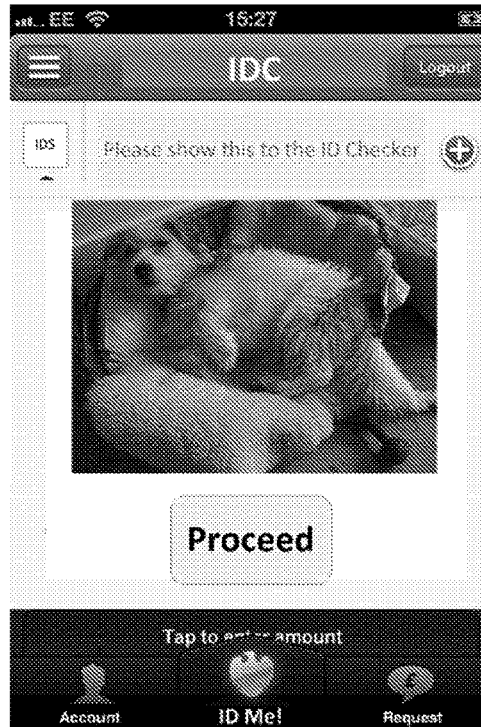 EE 15:27
IDC Logout
IDS Please show this to the ID Checker
Proceed
Tap to enter amount
£
Account ID Me! Request